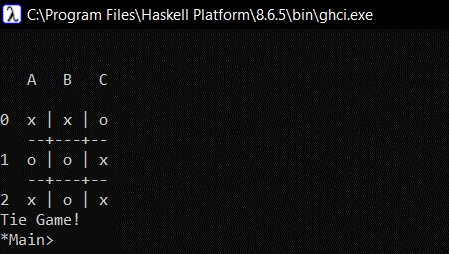 λ C:\Program Files\Haskell Platform\8.6.5\bin\ghci.exe
   A   B   C
0  x | x | o
   --+---+--
1  o | o | x
   --+---+--
2  x | o | x
Tie Game!
*Main>